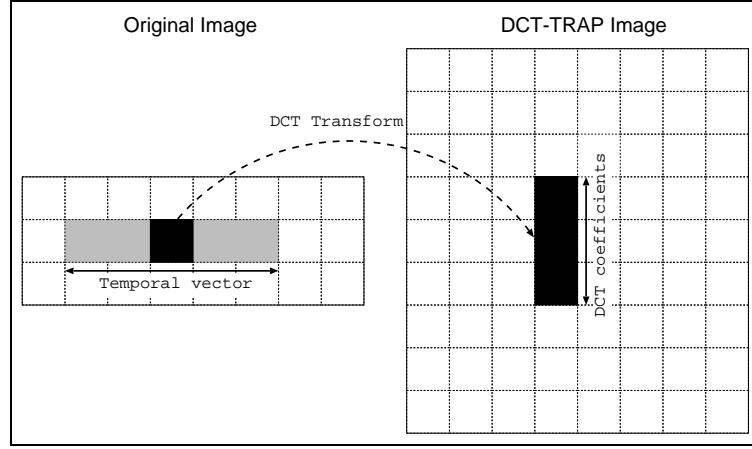 Original Image
DCT-TRAP Image
DCT Transform
Temporal vector
DCT coefficients